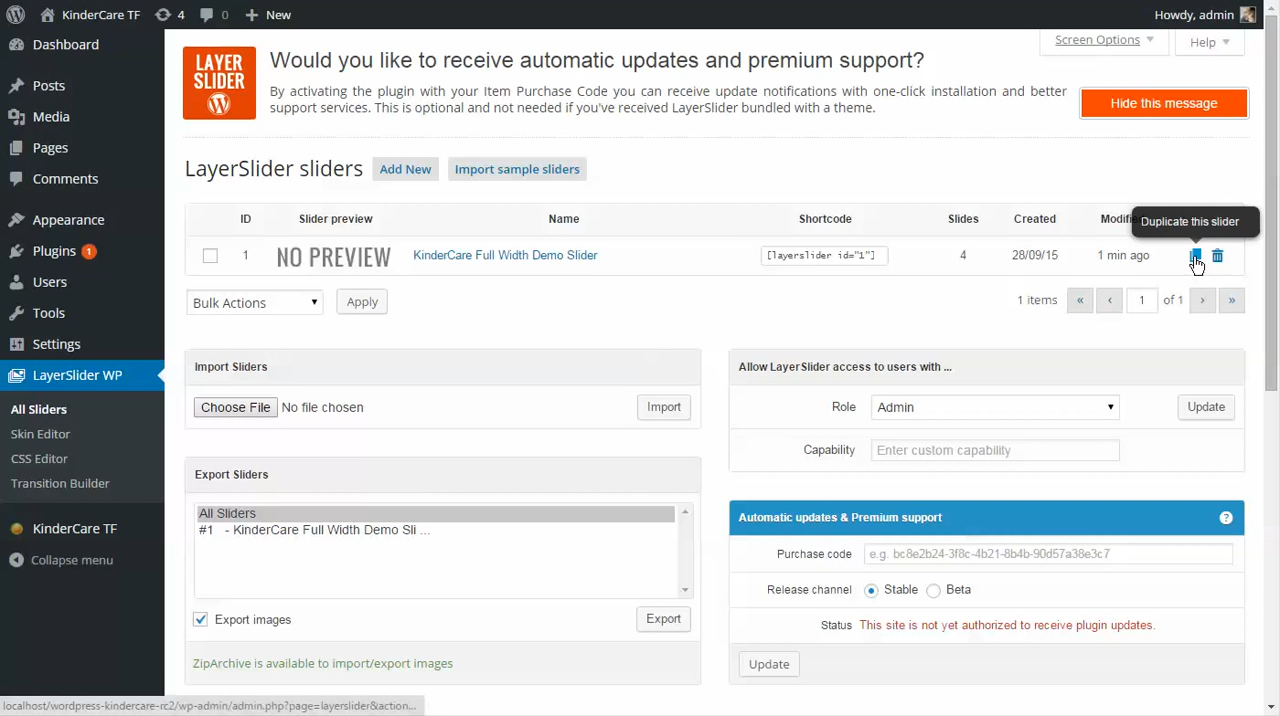 KinderCare TF 4 0 New Howdy, admin
Dashboard
Posts
Media
Pages
Comments
Appearance
Plugins 1
Users
Tools
Settings
LayerSlider WP
All Sliders
Skin Editor
CSS Editor
Transition Builder
KinderCare TF
Collapse menu
Screen Options Help
LAYER
SLIDER
Would you like to receive automatic updates and premium support?
By activating the plugin with your Item Purchase Code you can receive update notifications with one-click installation and better
support services. This is optional and not needed if you've received LayerSlider bundled with a theme.
Hide this message
LayerSlider sliders Add New Import sample sliders
ID Slider preview Name Shortcode Slides Created
Duplicate this slider
1 NO PREVIEW KinderCare Full Width Demo Slider [layerslider id="1"] 4 28/09/15 1 min ago
Bulk Actions Apply 1 items « ‹ 1 of 1 › »
Import Sliders
Choose File No file chosen Import
Export Sliders
All Sliders
#1 - KinderCare Full Width Demo Sli ...
Export images Export
ZipArchive is available to import/export images
Allow LayerSlider access to users with ...
Role Admin Update
Capability Enter custom capability
Automatic updates & Premium support ?
Purchase code e.g. bc8e2b24-3f8c-4b21-8b4b-90d57a38e3c7
Release channel Stable Beta
Status This site is not yet authorized to receive plugin updates.
Update
localhost/wordpress-kindercare-rc2/wp-admin/admin.php?page=layerslider&action...